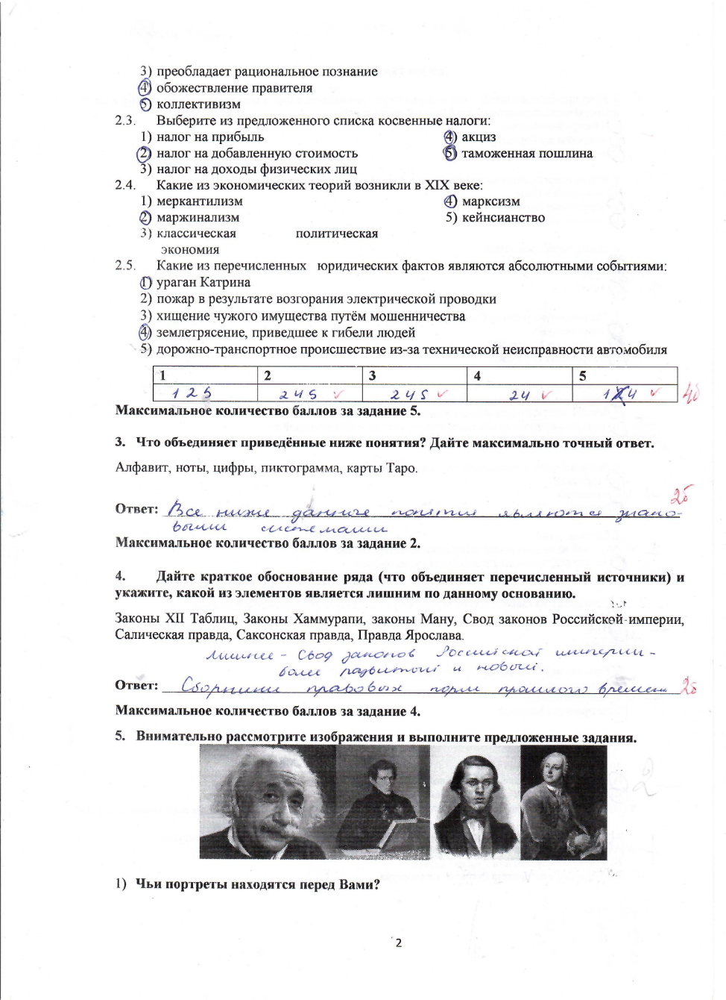 3) преобладает рациональное познание
4) обожествление правителя
5) коллективизм
2.3. Выберите из предложенного списка косвенные налоги:
1) налог на прибыль 4) акциз
2) налог на добавленную стоимость 5) таможенная пошлина
3) налог на доходы физических лиц
2.4. Какие из экономических теорий возникли в XIX веке:
1) меркантилизм 4) марксизм
2) маржинализм 5) кейнсианство
3) классическая политическая
экономия
2.5. Какие из перечисленных юридических фактов являются абсолютными событиями:
1) ураган Катрина
2) пожар в результате возгорания электрической проводки
3) хищение чужого имущества путём мошенничества
4) землетрясение, приведшее к гибели людей
5) дорожно-транспортное происшествие из-за технической неисправности автомобиля
1 2 3 4 5
1 2 5 2 4 5 2 4 5 2 4 1 4 4б
Максимальное количество баллов за задание 5.
3. Что объединяет приведённые ниже понятия? Дайте максимально точный ответ.
Алфавит, ноты, цифры, пиктограмма, карты Таро.
2б
Ответ: Все ниже данные понятия являются знако-
выми системами
Максимальное количество баллов за задание 2.
4. Дайте краткое обоснование ряда (что объединяет перечисленный источники) и
укажите, какой из элементов является лишним по данному основанию.
Законы XII Таблиц, Законы Хаммурапи, законы Ману, Свод законов Российской империи,
Салическая правда, Саксонская правда, Правда Ярослава.
Лишнее - Свод законов Российской империи -
более развитой и новый.
Ответ: Сборники правовых норм прошлого времени 2б
Максимальное количество баллов за задание 4.
5. Внимательно рассмотрите изображения и выполните предложенные задания.
1) Чьи портреты находятся перед Вами?
2